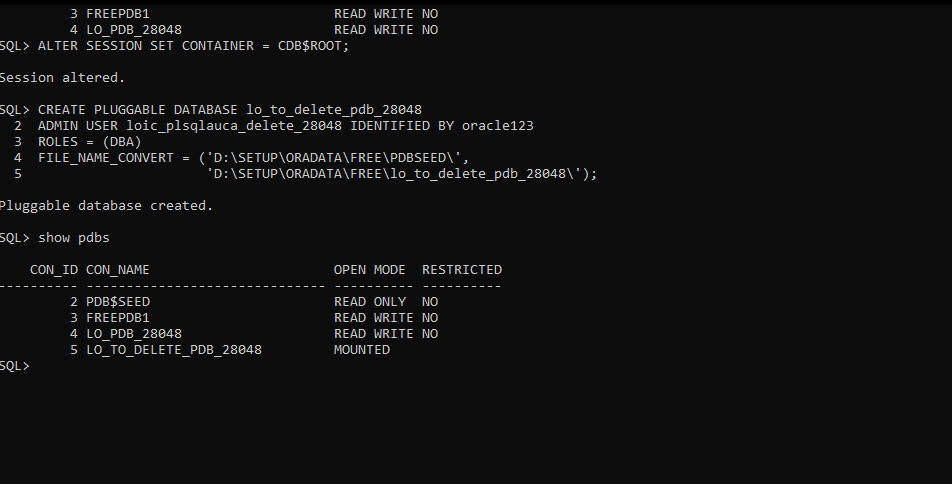 3 FREEPDB1 READ WRITE NO
4 LO_PDB_28048 READ WRITE NO
SQL> ALTER SESSION SET CONTAINER = CDB$ROOT;
Session altered.
SQL> CREATE PLUGGABLE DATABASE lo_to_delete_pdb_28048
2 ADMIN USER loic_plsqlauca_delete_28048 IDENTIFIED BY oracle123
3 ROLES = (DBA)
4 FILE_NAME_CONVERT = ('D:\SETUP\ORADATA\FREE\PDBSEED\',
5 'D:\SETUP\ORADATA\FREE\lo_to_delete_pdb_28048\');
Pluggable database created.
SQL> show pdbs
CON_ID CON_NAME OPEN MODE RESTRICTED
---------- ------------------------------ ---------- ----------
2 PDB$SEED READ ONLY NO
3 FREEPDB1 READ WRITE NO
4 LO_PDB_28048 READ WRITE NO
5 LO_TO_DELETE_PDB_28048 MOUNTED
SQL>